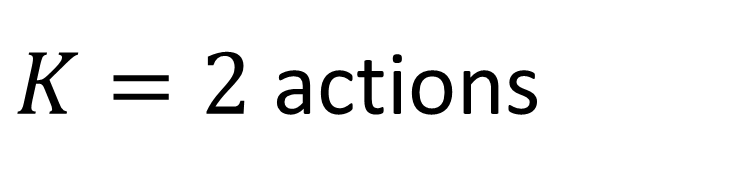 K = 2 actions